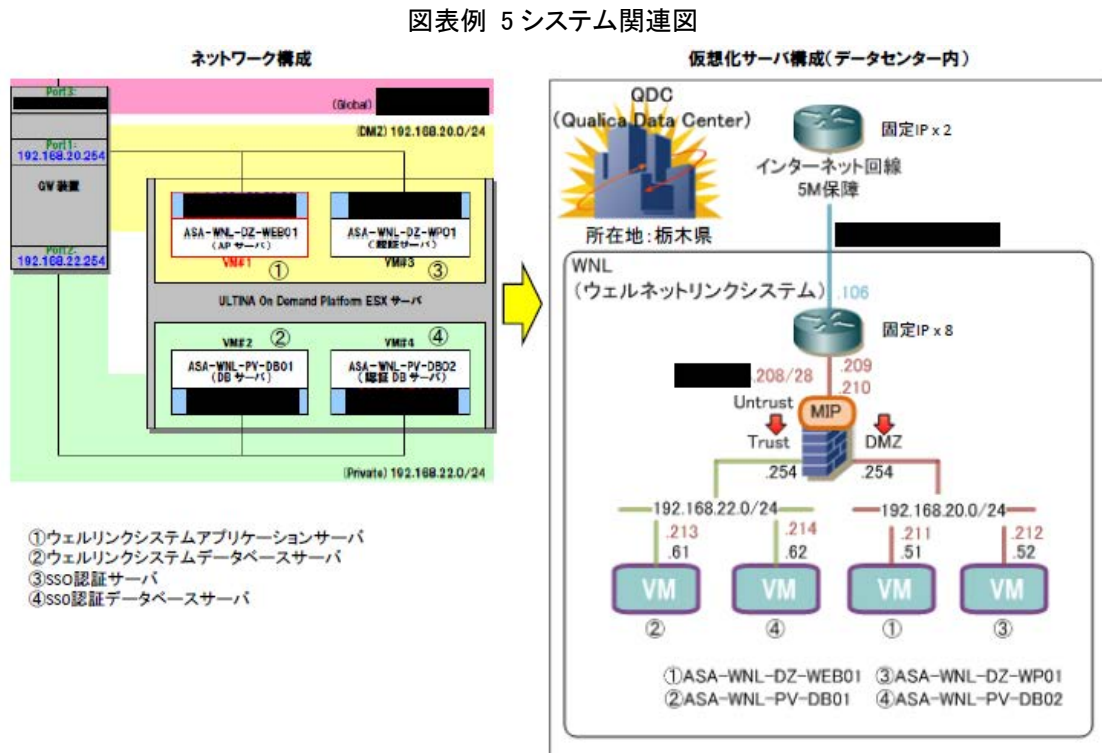 図表例 5 システム関連図
ネットワーク構成
Port3:
(Global)
(DMZ) 192.168.20.0/24
Port1:
192.168.20.254
GW 装置
Port2:
192.168.22.254
ASA-WNL-DZ-WEB01
(AP サーバ)
VM#1
①
ASA-WNL-DZ-WP01
(認証サーバ)
VM#3
③
ULTINA On Demand Platform ESX サーバ
VM#2
②
ASA-WNL-PV-DB01
(DB サーバ)
VM#4
④
ASA-WNL-PV-DB02
(認証 DB サーバ)
(Private) 192.168.22.0/24
①ウェルリンクシステムアプリケーションサーバ
②ウェルリンクシステムデータベースサーバ
③SSO認証サーバ
④SSO認証データベースサーバ
仮想化サーバ構成(データセンター内)
QDC
(Qualica Data Center)
所在地:栃木県
固定IP x 2
インターネット回線
5M保障
WNL
(ウェルネットリンクシステム)
.106
固定IP x 8
.208/28
.209
.210
Untrust
MIP
Trust
DMZ
.254
.254
192.168.22.0/24
192.168.20.0/24
.213
.61
.214
.62
.211
.51
.212
.52
VM
VM
VM
VM
②
④
①
③
①ASA-WNL-DZ-WEB01 ③ASA-WNL-DZ-WP01
②ASA-WNL-PV-DB01 ④ASA-WNL-PV-DB02